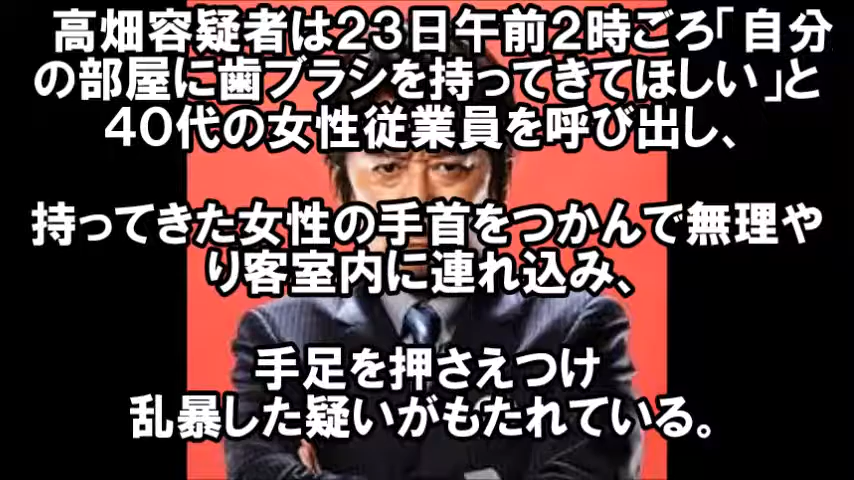 高畑容疑者は２３日午前２時ごろ「自分
の部屋に歯ブラシを持ってきてほしい」と
４０代の女性従業員を呼び出し、
持ってきた女性の手首をつかんで無理や
り客室内に連れ込み、
手足を押さえつけ
乱暴した疑いがもたれている。